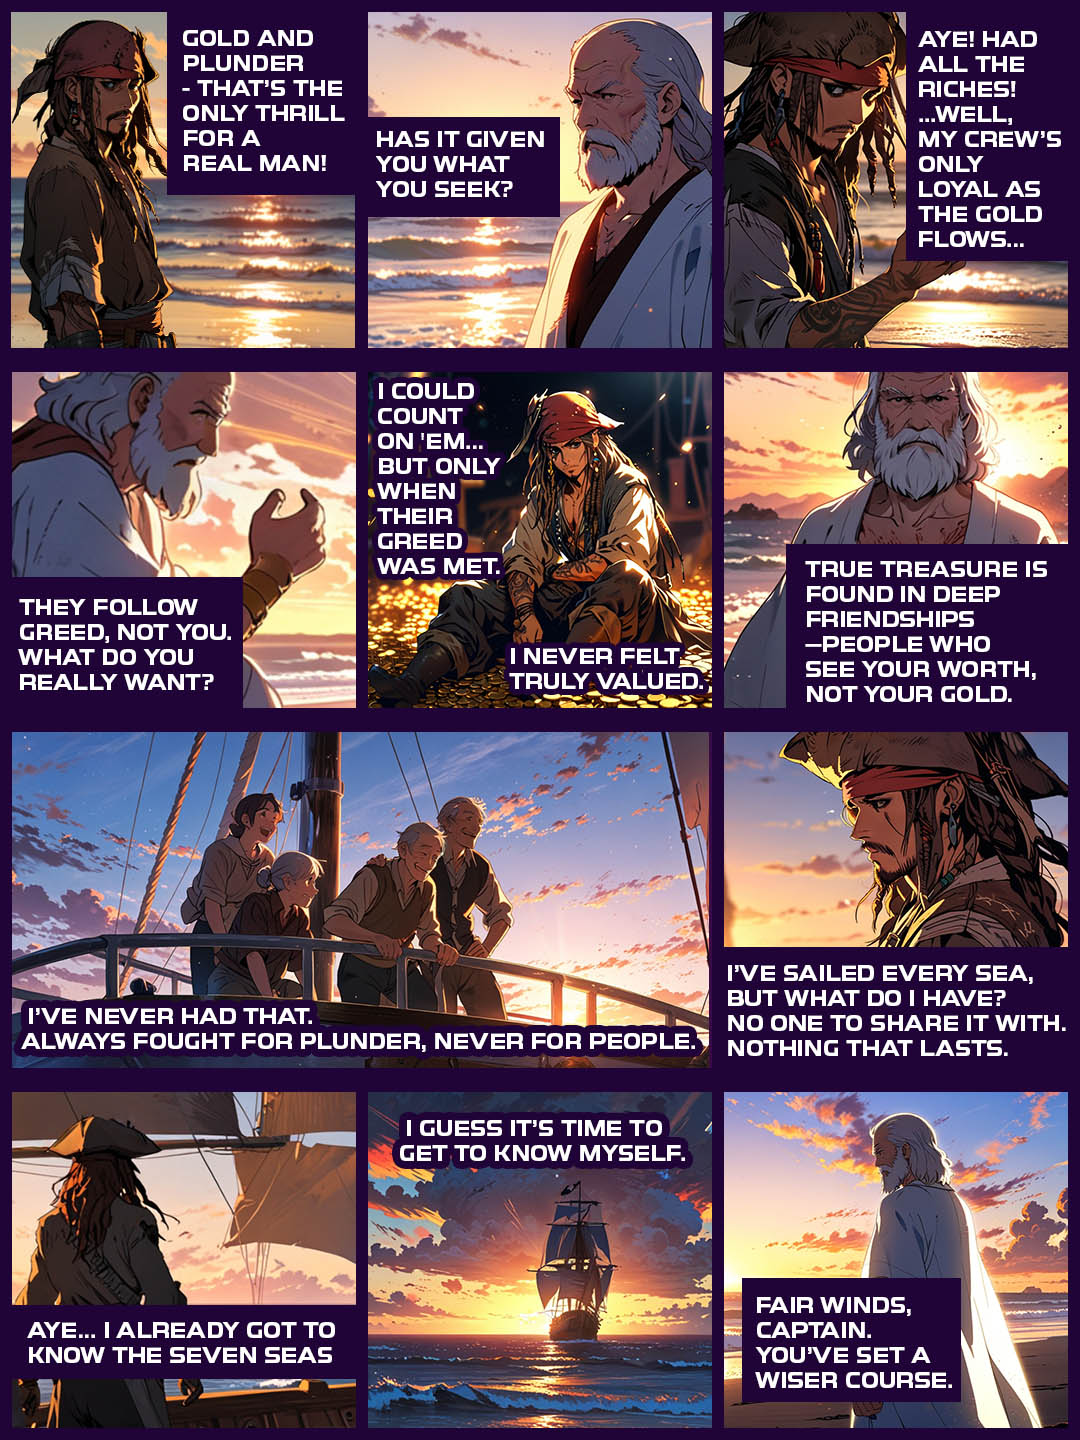 GOLD AND
PLUNDER
- THAT'S THE
ONLY THRILL
FOR A
REAL MAN!
HAS IT GIVEN
YOU WHAT
YOU SEEK?
AYE! HAD
ALL THE
RICHES!
...WELL,
MY CREW'S
ONLY
LOYAL AS
THE GOLD
FLOWS...
THEY FOLLOW
GREED, NOT YOU.
WHAT DO YOU
REALLY WANT?
I COULD
COUNT
ON 'EM...
BUT ONLY
WHEN
THEIR
GREED
WAS MET.
I NEVER FELT
TRULY VALUED.
TRUE TREASURE IS
FOUND IN DEEP
FRIENDSHIPS
—PEOPLE WHO
SEE YOUR WORTH,
NOT YOUR GOLD.
I'VE NEVER HAD THAT.
ALWAYS FOUGHT FOR PLUNDER, NEVER FOR PEOPLE.
I'VE SAILED EVERY SEA,
BUT WHAT DO I HAVE?
NO ONE TO SHARE IT WITH.
NOTHING THAT LASTS.
AYE... I ALREADY GOT TO
KNOW THE SEVEN SEAS
I GUESS IT'S TIME TO
GET TO KNOW MYSELF.
FAIR WINDS,
CAPTAIN.
YOU'VE SET A
WISER COURSE.